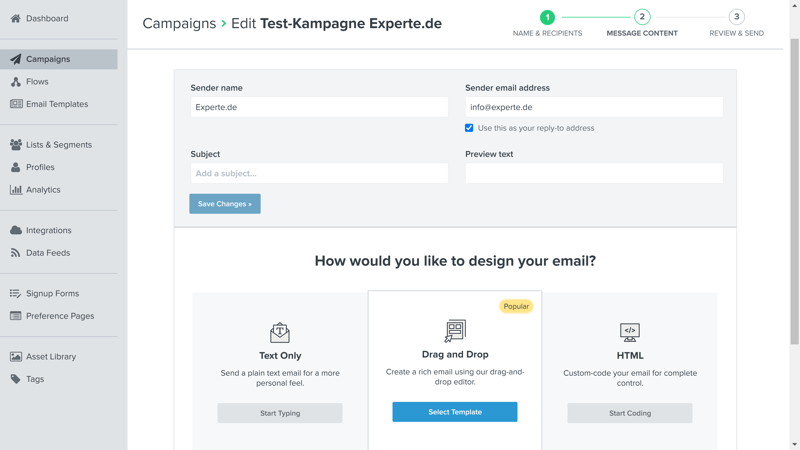 Dashboard
Campaigns
Flows
Email Templates
Lists & Segments
Profiles
Analytics
Integrations
Data Feeds
Signup Forms
Preference Pages
Asset Library
Tags
Campaigns › Edit Test-Kampagne Experte.de
1
2
3
NAME & RECIPIENTS
MESSAGE CONTENT
REVIEW & SEND
Sender name
Sender email address
Experte.de
info@experte.de
Use this as your reply-to address
Subject
Preview text
Add a subject...
Save Changes »
How would you like to design your email?
Text Only
Send a plain text email for a more
personal feel.
Start Typing
Popular
Drag and Drop
Create a rich email using our drag-and-
drop editor.
Select Template
HTML
Custom-code your email for complete
control.
Start Coding